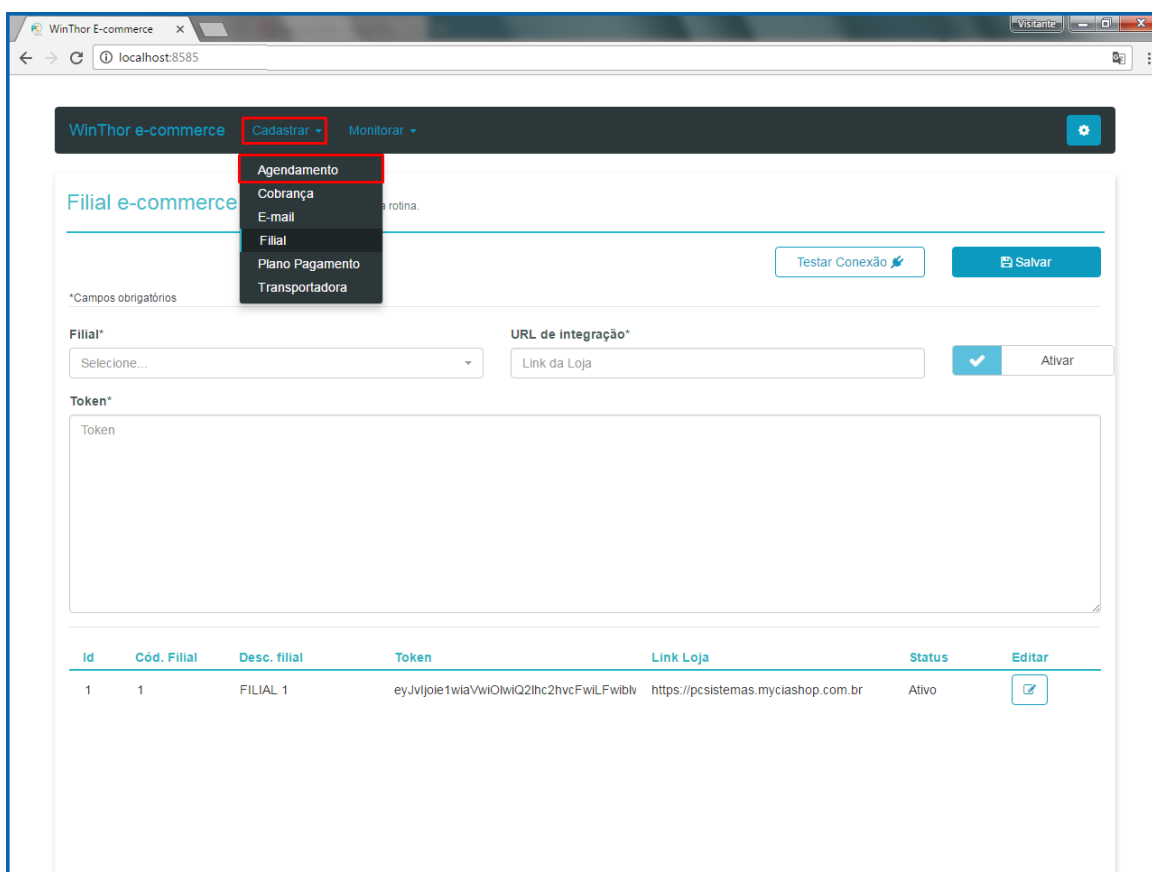 WinThor E-commerce
Visitante
localhost:8585
WinThor e-commerce Cadastrar Monitorar
Agendamento
Cobrança
E-mail
Filial
Plano Pagamento
Transportadora
Filial e-commerce rotina.
Testar Conexão Salvar
*Campos obrigatórios
Filial* URL de integração*
Selecione... Link da Loja Ativar
Token*
Token
Id Cód. Filial Desc. filial Token Link Loja Status Editar
1 1 FILIAL 1 https://pcsistemas.myciashop.com.br Ativo